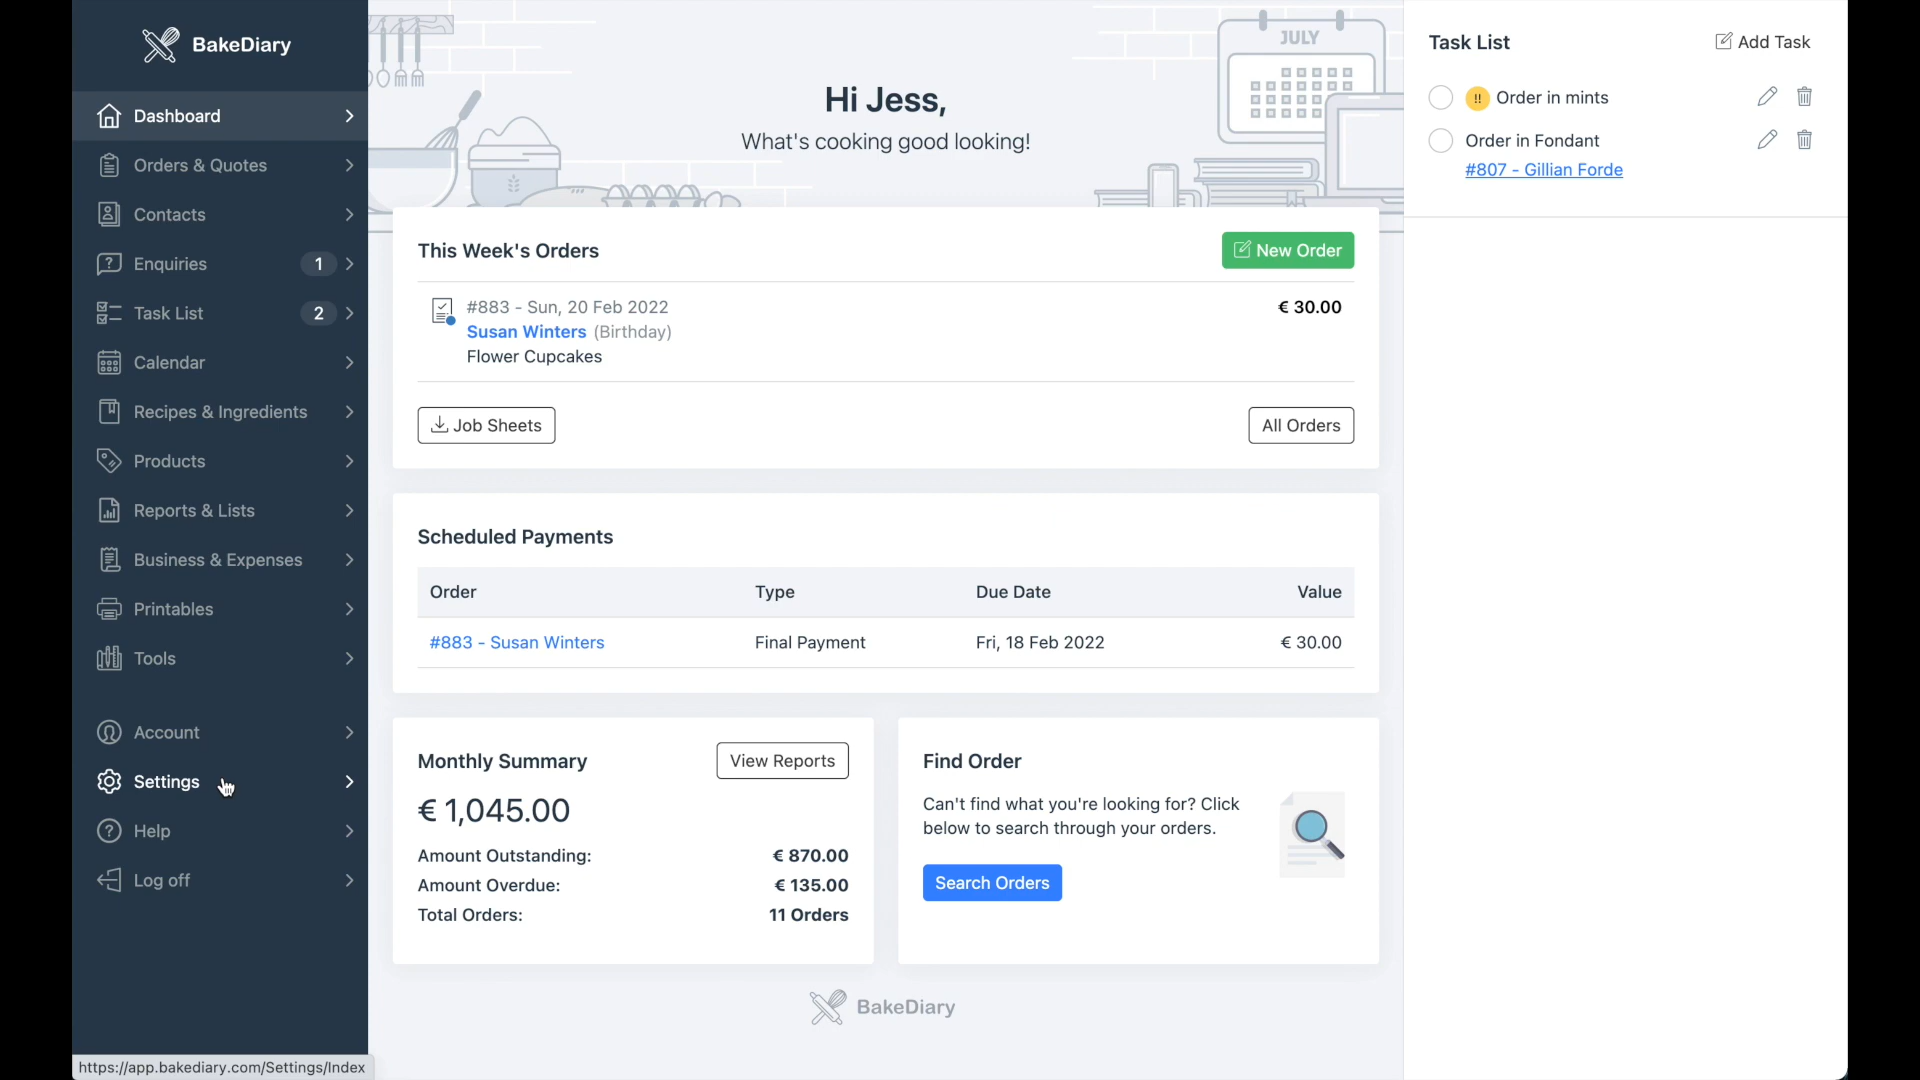 BakeDiary
Dashboard
Orders & Quotes
Contacts
Enquiries 1
Task List 2
Calendar
Recipes & Ingredients
Products
Reports & Lists
Business & Expenses
Printables
Tools
Account
Settings
Help
Log off
https://app.bakediary.com/Settings/Index
JULY
Hi Jess,
What's cooking good looking!
This Week's Orders
New Order
#883 - Sun, 20 Feb 2022 € 30.00
Susan Winters (Birthday)
Flower Cupcakes
Job Sheets
All Orders
Scheduled Payments
Order Type Due Date Value
#883 - Susan Winters Final Payment Fri, 18 Feb 2022 € 30.00
Monthly Summary
View Reports
€ 1,045.00
Amount Outstanding: € 870.00
Amount Overdue: € 135.00
Total Orders: 11 Orders
Find Order
Can't find what you're looking for? Click
below to search through your orders.
Search Orders
BakeDiary
Task List
Add Task
!! Order in mints
Order in Fondant
#807 - Gillian Forde